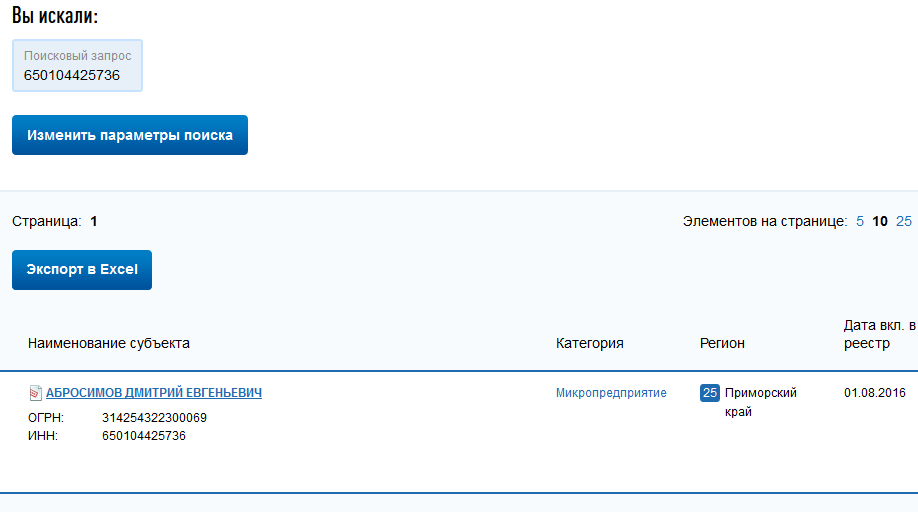 Вы искали:
Поисковый запрос
650104425736
Изменить параметры поиска
Страница: 1
Элементов на странице: 5 10 25
Экспорт в Excel
Наименование субъекта
Категория
Регион
Дата вкл. в
реестр
АБРОСИМОВ ДМИТРИЙ ЕВГЕНЬЕВИЧ
Микропредприятие
25 Приморский
край
01.08.2016
ОГРН: 314254322300069
ИНН: 650104425736